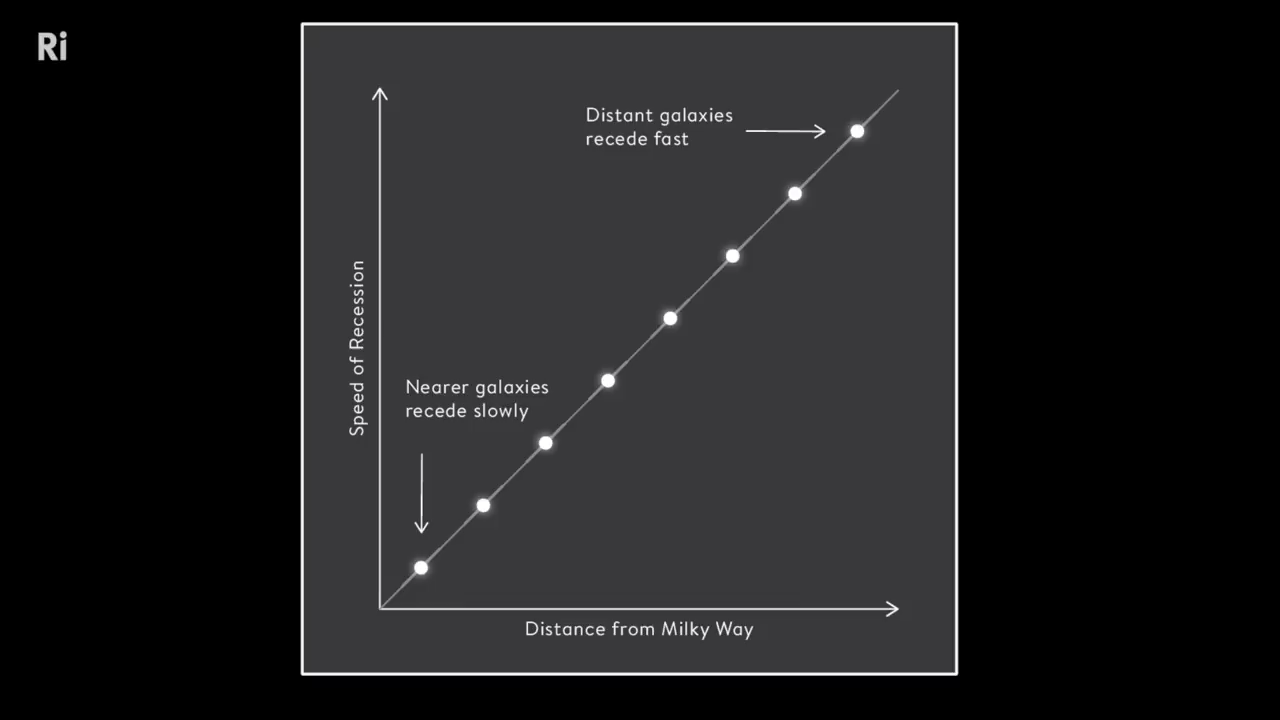 Ri
Distant galaxies
recede fast
Speed of Recession
Nearer galaxies
recede slowly
Distance from Milky Way